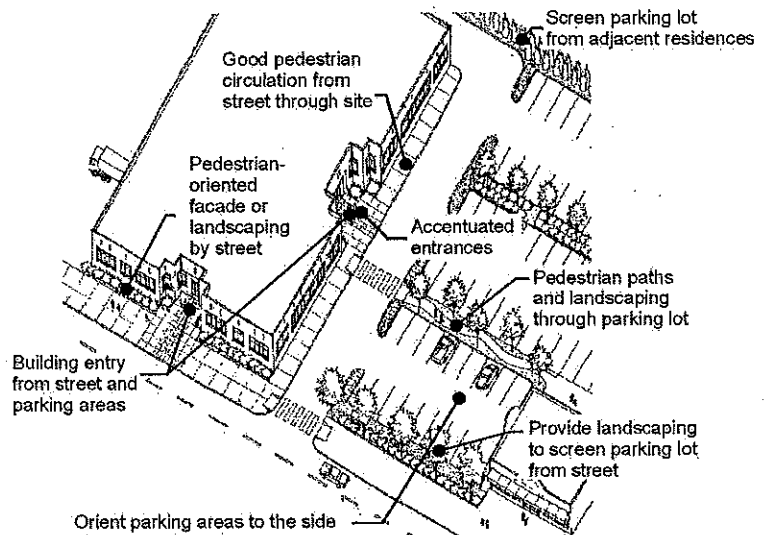 Screen parking lot
from adjacent residences
Good pedestrian
circulation from
street through site
Pedestrian-
oriented
facade or
landscaping
by street
Accentuated
entrances
Pedestrian paths
and landscaping
through parking lot
Building entry
from street and
parking areas
Provide landscaping
to screen parking lot
from street
Orient parking areas to the side